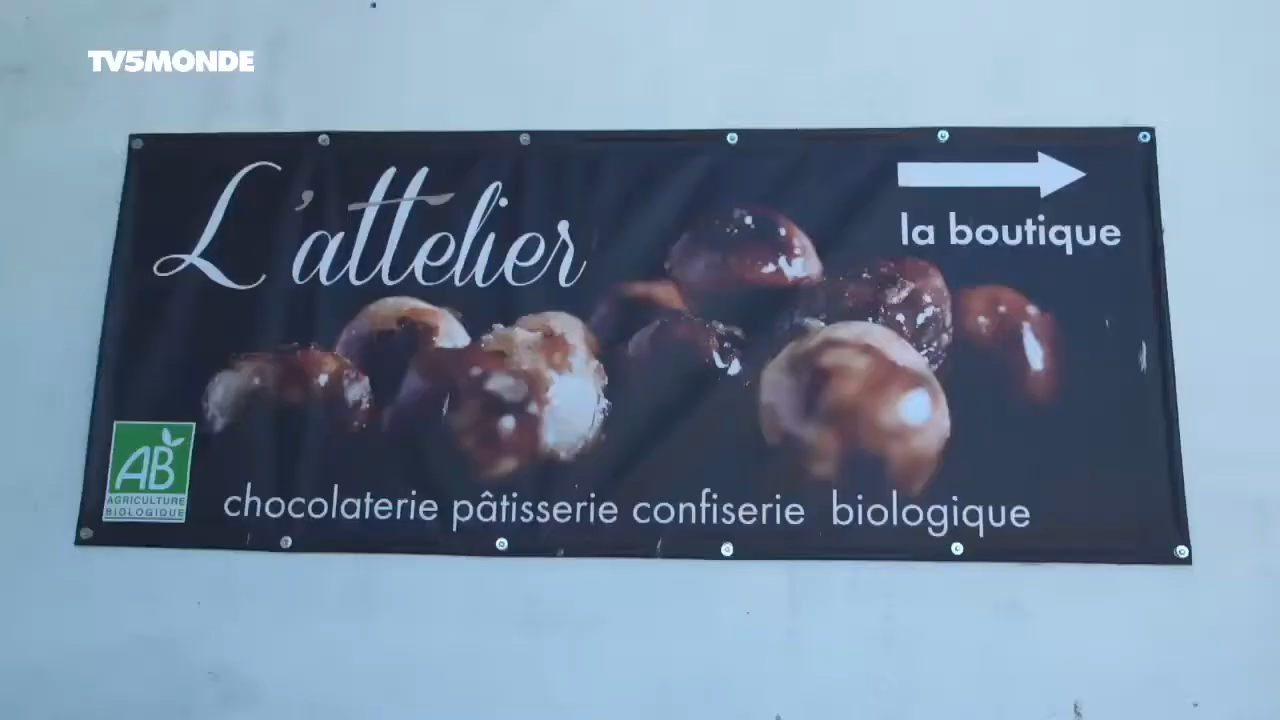 TV5MONDE
L'attelier
la boutique
AB
AGRICULTURE
BIOLOGIQUE
chocolaterie pâtisserie confiserie biologique